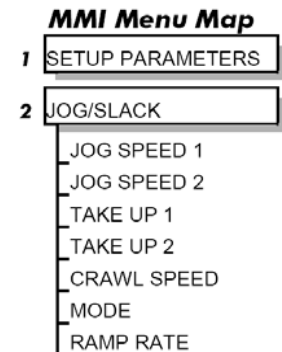 MMI Menu Map
1 SETUP PARAMETERS
2 JOG/SLACK
JOG SPEED 1
JOG SPEED 2
TAKE UP 1
TAKE UP 2
CRAWL SPEED
MODE
RAMP RATE